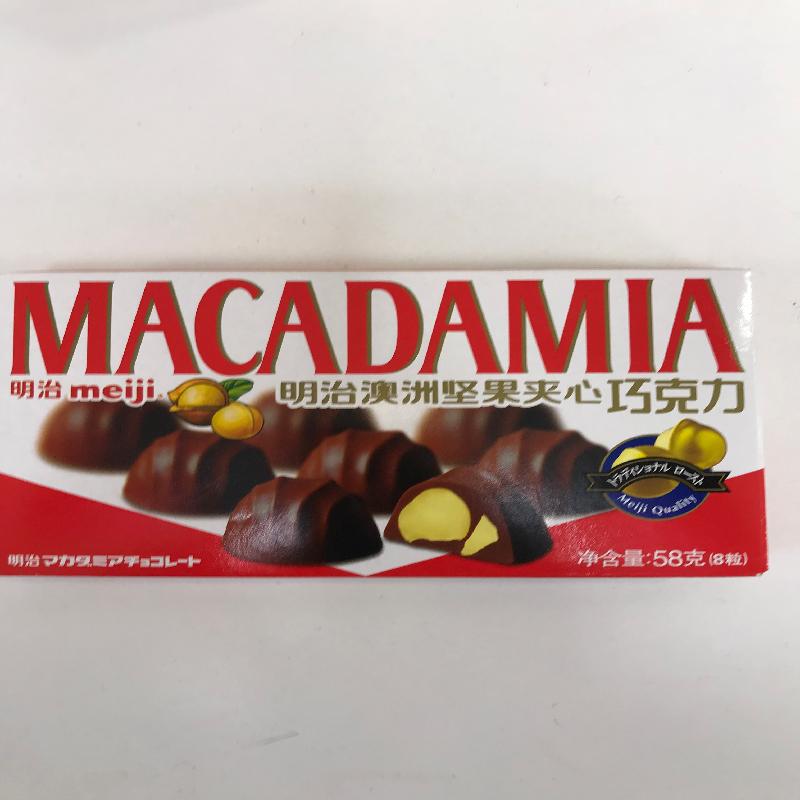 MACADAMIA
明治 meiji
明治澳洲坚果夹心巧克力
トラディショナル ロースト
Meiji Quality
明治マカダミアチョコレート
净含量:58克(8粒)